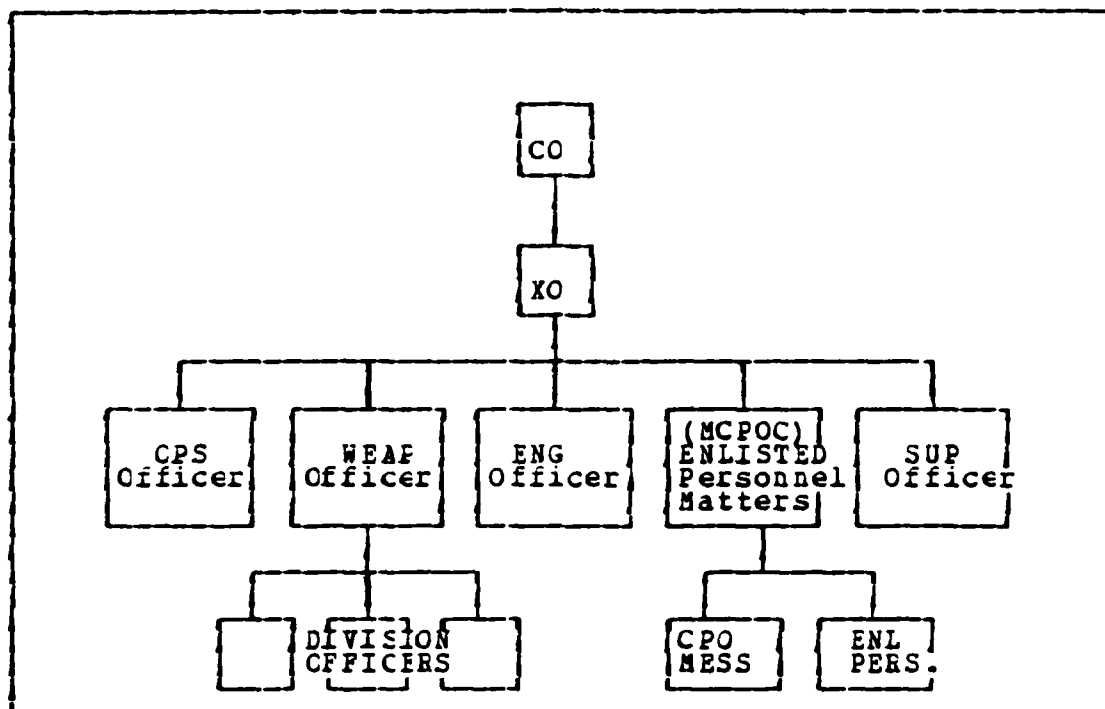 CO
XO
CPS
Officer
WEAP
Officer
ENG
Officer
(MCPOC)
ENLISTED
Personnel
Matters
SUP
Officer
DIVISION
OFFICERS
CPO
MESS
ENL
PERS.